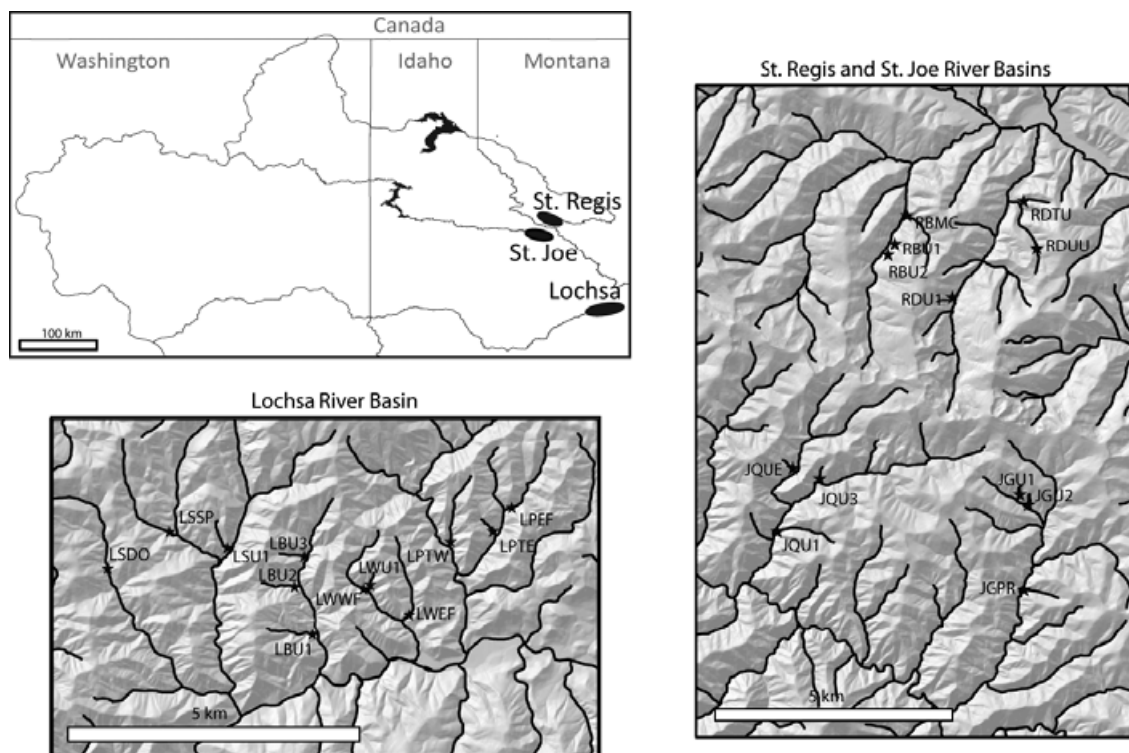 Canada
Washington
Idaho
Montana
St. Regis
St. Joe
Lochsa
100 km
Lochsa River Basin
LSSP
LSDO
LSU1
LBU3
LBU2
LBU1
LWU1
LWWF
LWEF
LPTW
LPEF
LPTE
5 km
St. Regis and St. Joe River Basins
RBMC
RBU1
RBU2
RDTU
RDUU
RDU1
JQUE
JQU3
JQU1
JGU1
JGU2
JGPR
5 km